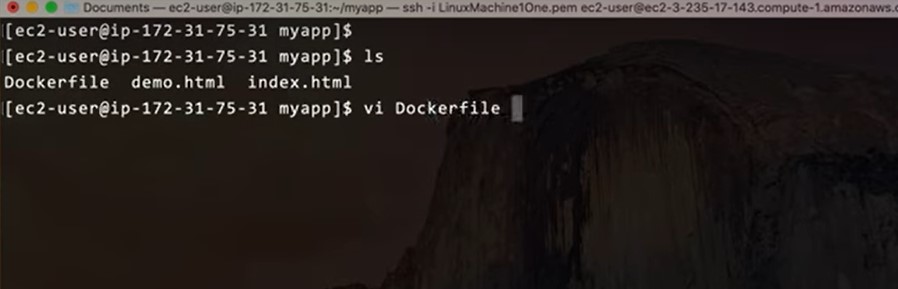 Documents — ec2-user@ip-172-31-75-31:~/myapp — ssh -i LinuxMachine1One.pem ec2-user@ec2-3-235-17-143.compute-1.amazonaws.c
[ec2-user@ip-172-31-75-31 myapp]$
[ec2-user@ip-172-31-75-31 myapp]$ ls
Dockerfile demo.html index.html
[ec2-user@ip-172-31-75-31 myapp]$ vi Dockerfile